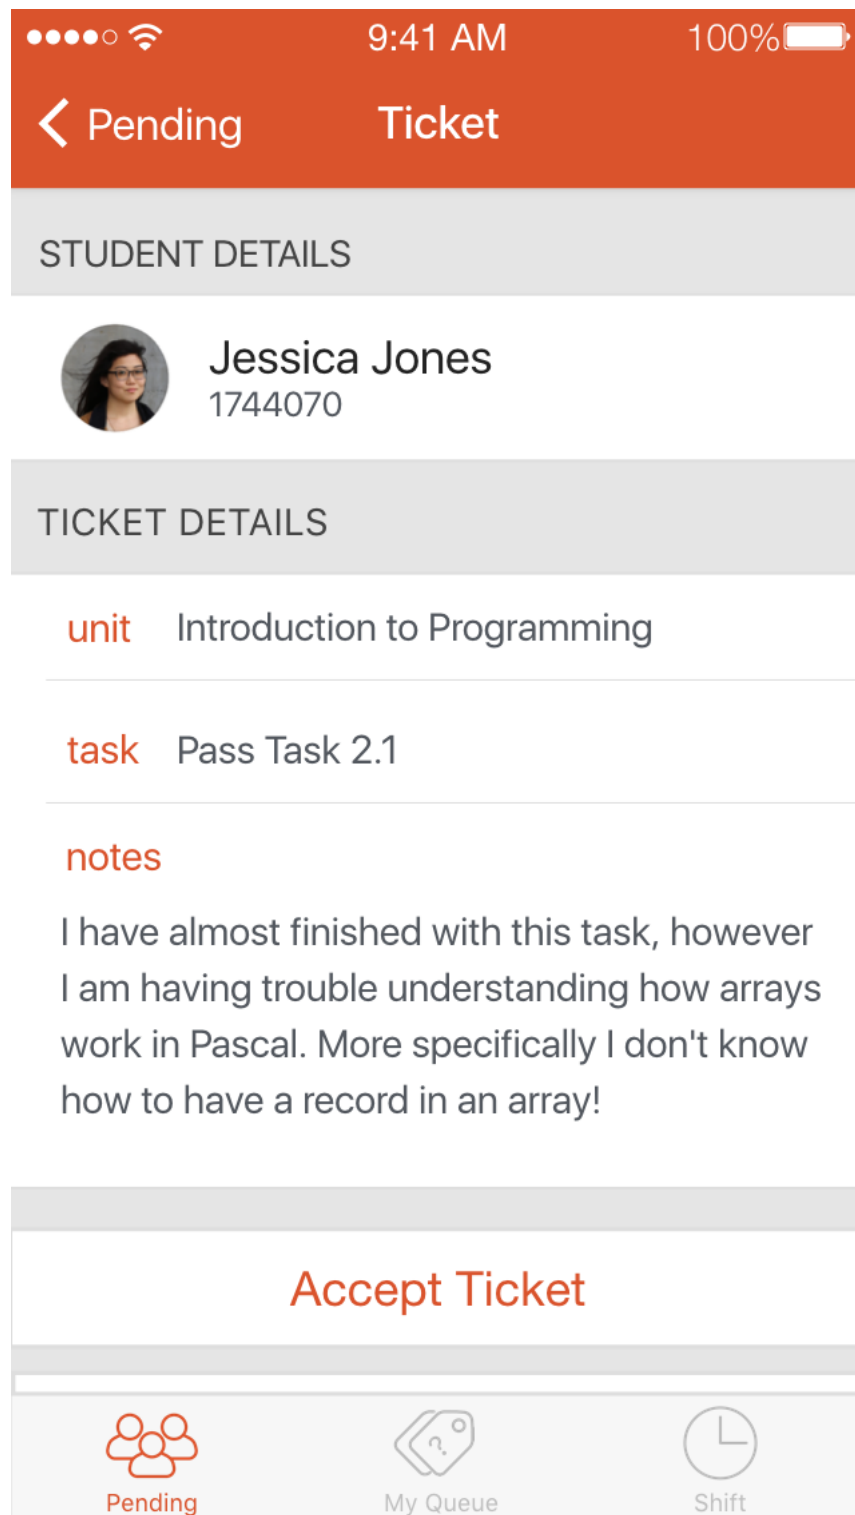 9:41 AM
100%
Pending
Ticket
STUDENT DETAILS
Jessica Jones
1744070
TICKET DETAILS
unit Introduction to Programming
task Pass Task 2.1
notes
I have almost finished with this task, however
I am having trouble understanding how arrays
work in Pascal. More specifically I don't know
how to have a record in an array!
Accept Ticket
?
Pending
My Queue
Shift